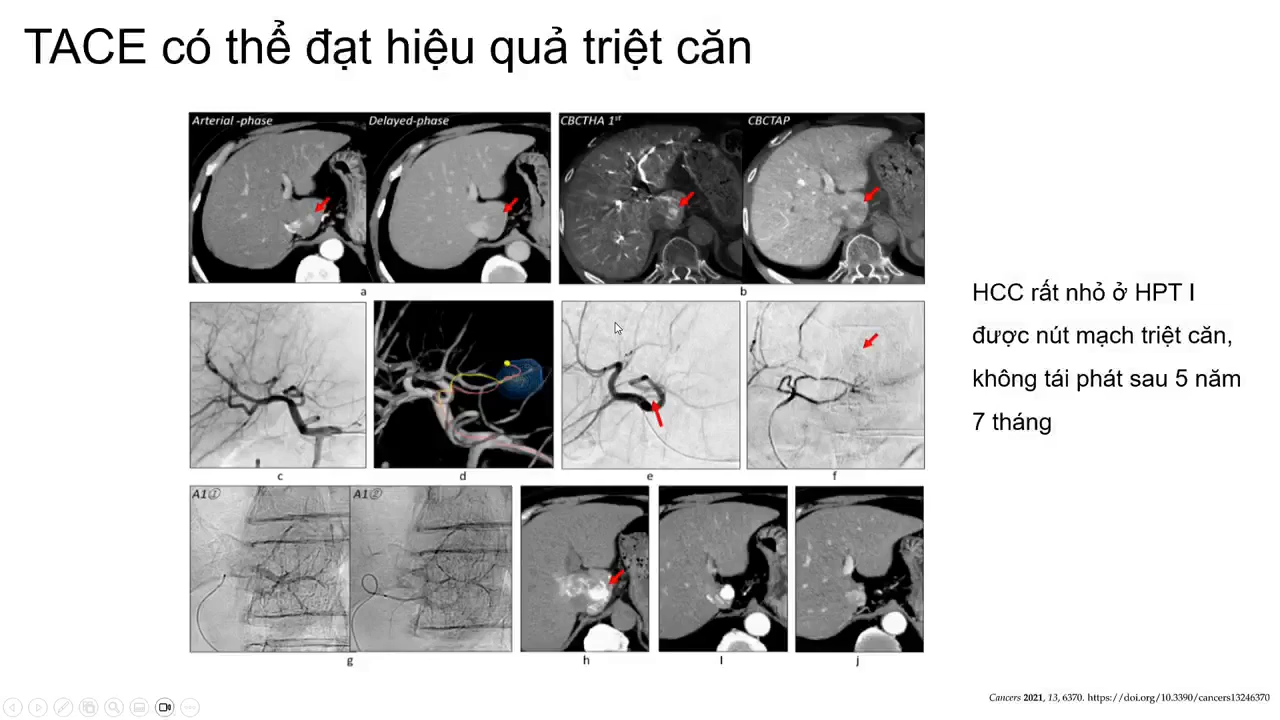 TACE có thể đạt hiệu quả triệt căn
Arterial -phase
Delayed-phase
CBCTHA 1st
CBCTAP
a
b
HCC rất nhỏ ở HPT I
được nút mạch triệt căn,
không tái phát sau 5 năm
7 tháng
c
d
e
f
A1①
A1②
g
h
I
j
Cancers 2021, 13, 6370. https://doi.org/10.3390/cancers13246370